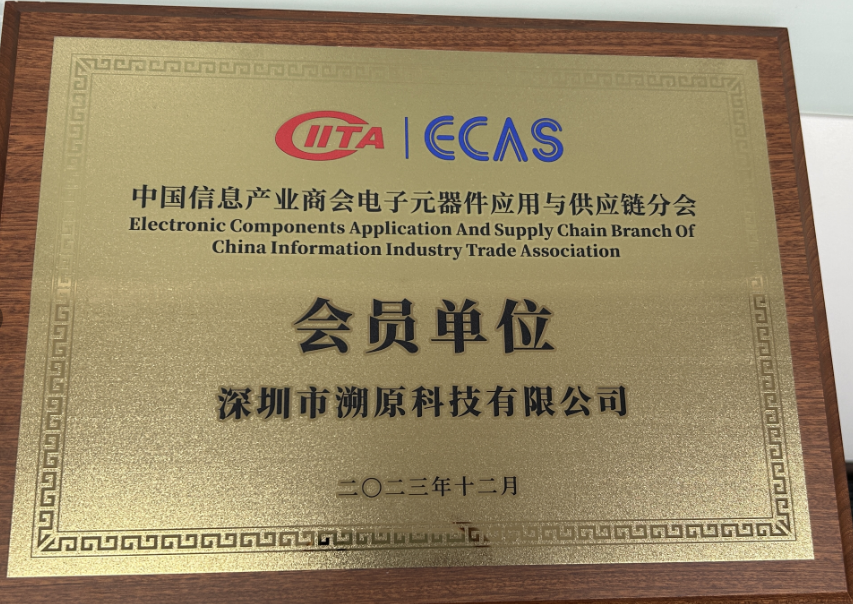 CIITA | ECAS
中国信息产业商会电子元器件应用与供应链分会
Electronic Components Application And Supply Chain Branch Of
China Information Industry Trade Association
会员单位
深圳市溯原科技有限公司
二〇二三年十二月